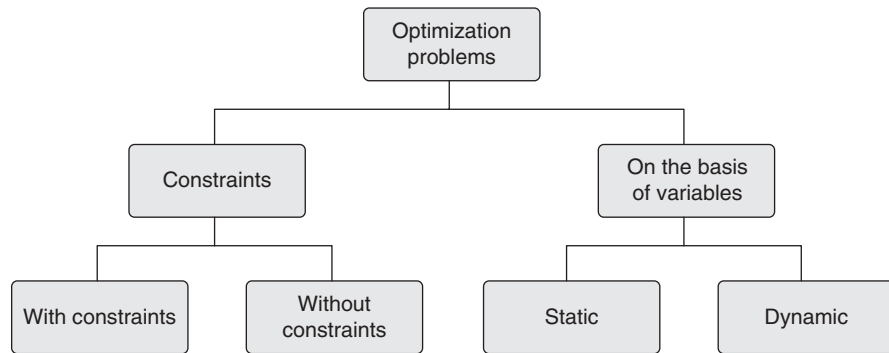 Optimization
problems
Constraints
On the basis
of variables
With constraints
Without
constraints
Static
Dynamic